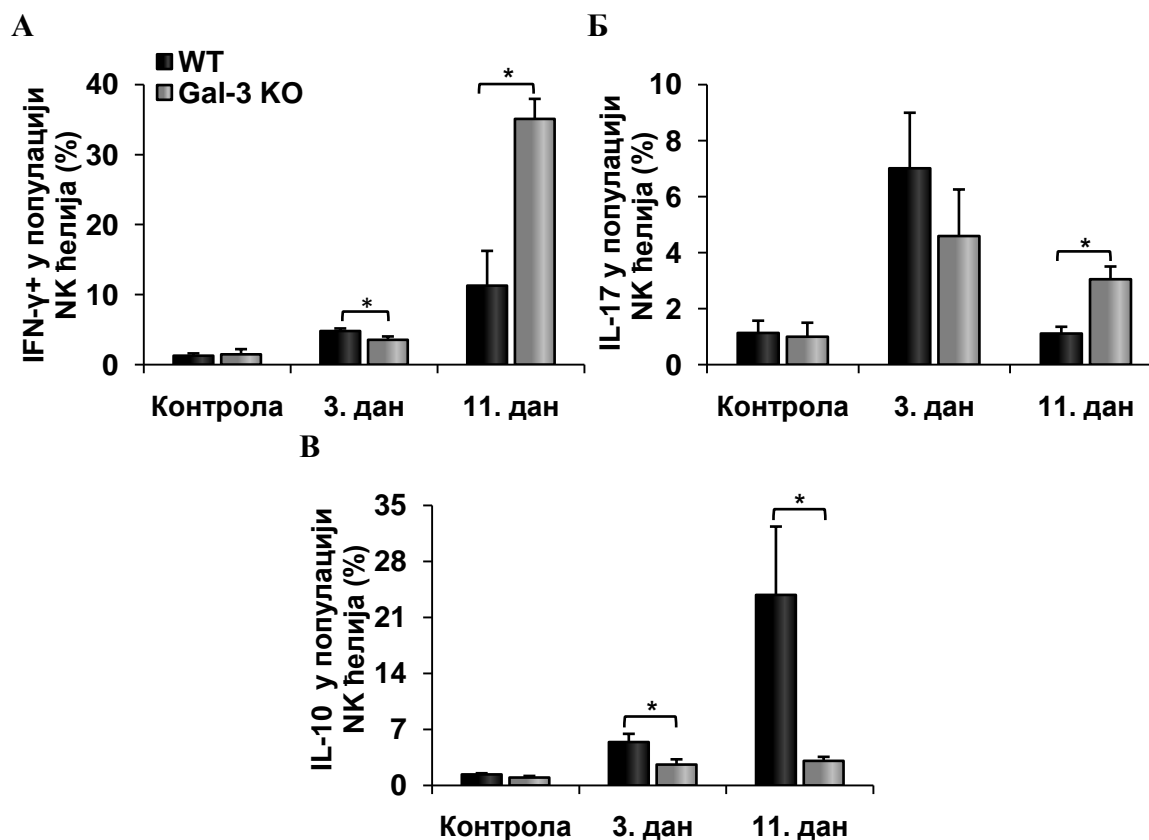 А
Б
WT
Gal-3 KO
IFN-γ+ у популацији
NK ћелија (%)
40
30
20
10
0
*
*
Контрола
3. дан
11. дан
IL-17 у популацији
NK ћелија (%)
10
8
6
4
2
0
*
Контрола
3. дан
11. дан
В
IL-10 у популацији
NK ћелија (%)
35
28
21
14
7
0
*
*
Контрола
3. дан
11. дан